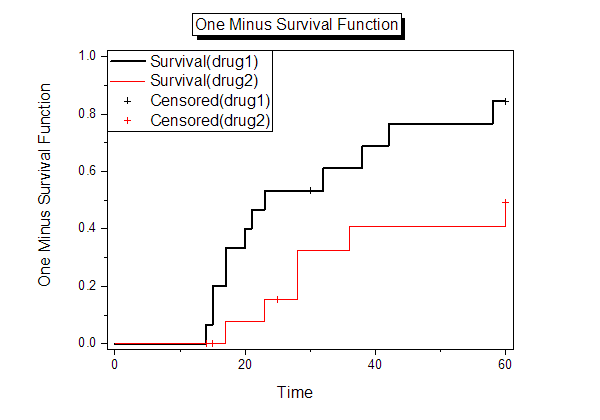 One Minus Survival Function
1.0
0.8
0.6
0.4
0.2
0.0
One Minus Survival Function
Survival(drug1)
Survival(drug2)
Censored(drug1)
Censored(drug2)
0
20
40
60
Time